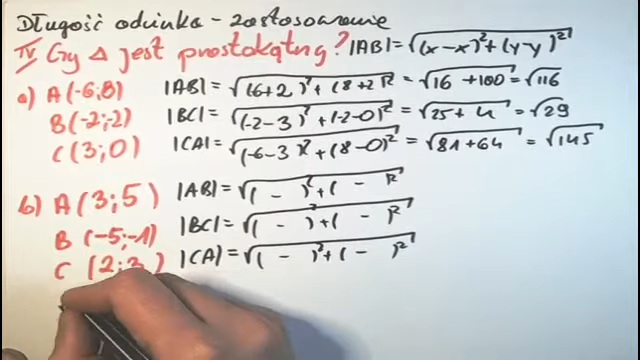 Długość odcinka - zastosowanie
IV Czy △ jest prostokątny? |AB|=√(x-x)²+(y-y)²
a) A(-6;8) |AB|=√(6+2)²+(8+2)² = √16+100 = √116
B(-2;-2) |BC|=√(-2-3)²+(-2-0)² = √25+4 = √29
C(3;0) |CA|=√(-6-3)²+(8-0)² = √81+64 = √145
b) A(3;5) |AB|=√( - )²+( - )²
B(-5;-1) |BC|=√( - )²+( - )²
C (2;3) |CA|=√( - )²+( - )²